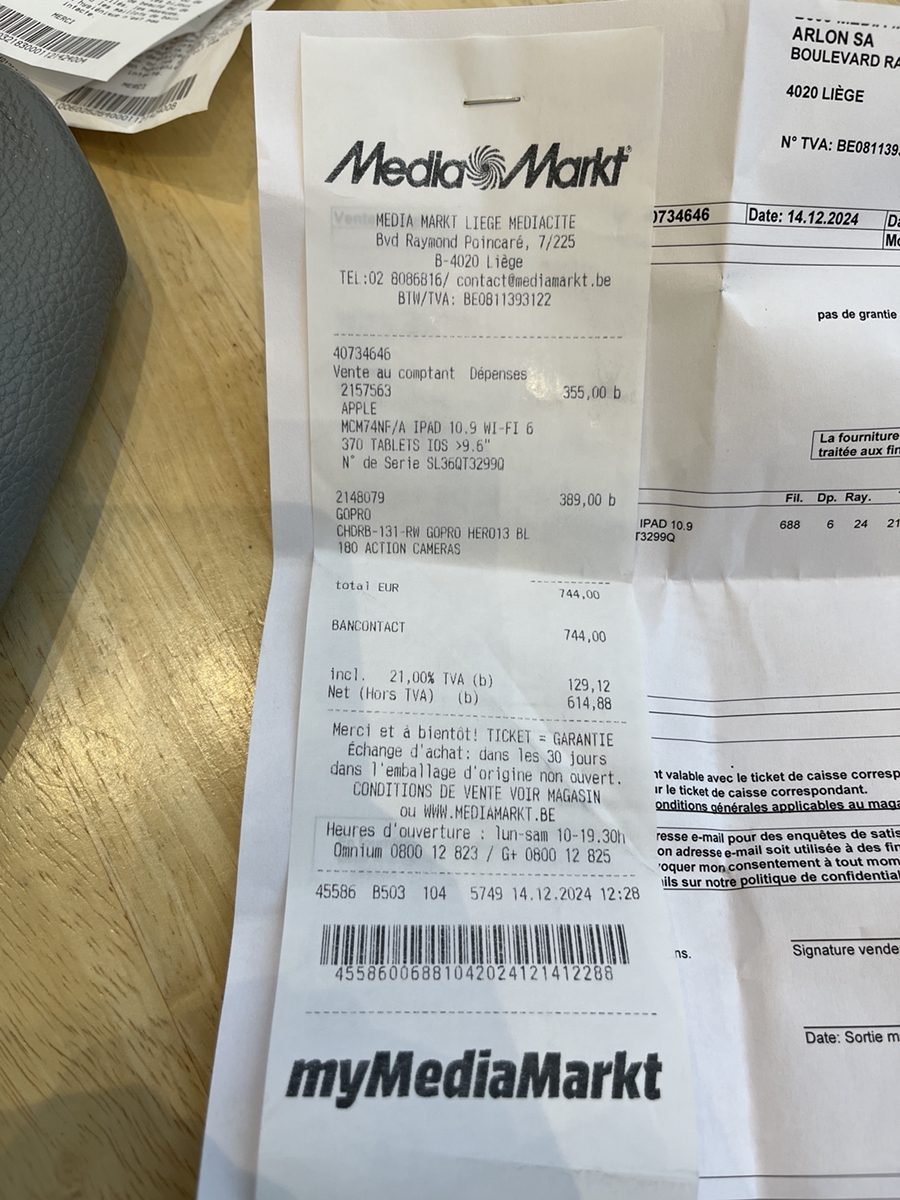 MERCI
MERCI
MediaMarkt
MEDIA MARKT LIEGE MEDIACITE
Bvd Raymond Poincaré, 7/225
B-4020 Liège
TEL:02 8086816/ contact@mediamarkt.be
BTW/TVA: BE0811393122
40734646
Vente au comptant Dépenses
2157563 355,00 b
APPLE
MCM74NF/A IPAD 10.9 WI-FI 6
370 TABLETS IOS >9.6"
N° de Serie SL36QT3299Q
2148079 389,00 b
GOPRO
CHDRB-131-RW GOPRO HERO13 BL
180 ACTION CAMERAS
total EUR 744,00
BANCONTACT 744,00
incl. 21,00% TVA (b) 129,12
Net (Hors TVA) (b) 614,88
Merci et à bientôt! TICKET = GARANTIE
Échange d'achat: dans les 30 jours
dans l'emballage d'origine non ouvert.
CONDITIONS DE VENTE VOIR MAGASIN
ou WWW.MEDIAMARKT.BE
Heures d'ouverture : lun-sam 10-19.30h
Omnium 0800 12 823 / G+ 0800 12 825
45586 B503 104 5749 14.12.2024 12:28
4558600688104202412141228​8
myMediaMarkt
ARLON SA
BOULEVARD RA
4020 LIÈGE
N° TVA: BE081139
0734646 Date: 14.12.2024 Da
Mo
pas de grantie
La fourniture
traitée aux fin
Fil. Dp. Ray.
IPAD 10.9 688 6 24 21
T3299Q
nt valable avec le ticket de caisse corresp
ur le ticket de caisse correspondant.
onditions générales applicables au maga
resse e-mail pour des enquêtes de satis
on adresse e-mail soit utilisée à des fin
voquer mon consentement à tout mom
ils sur notre politique de confidential
ns.
Signature vende
Date: Sortie m